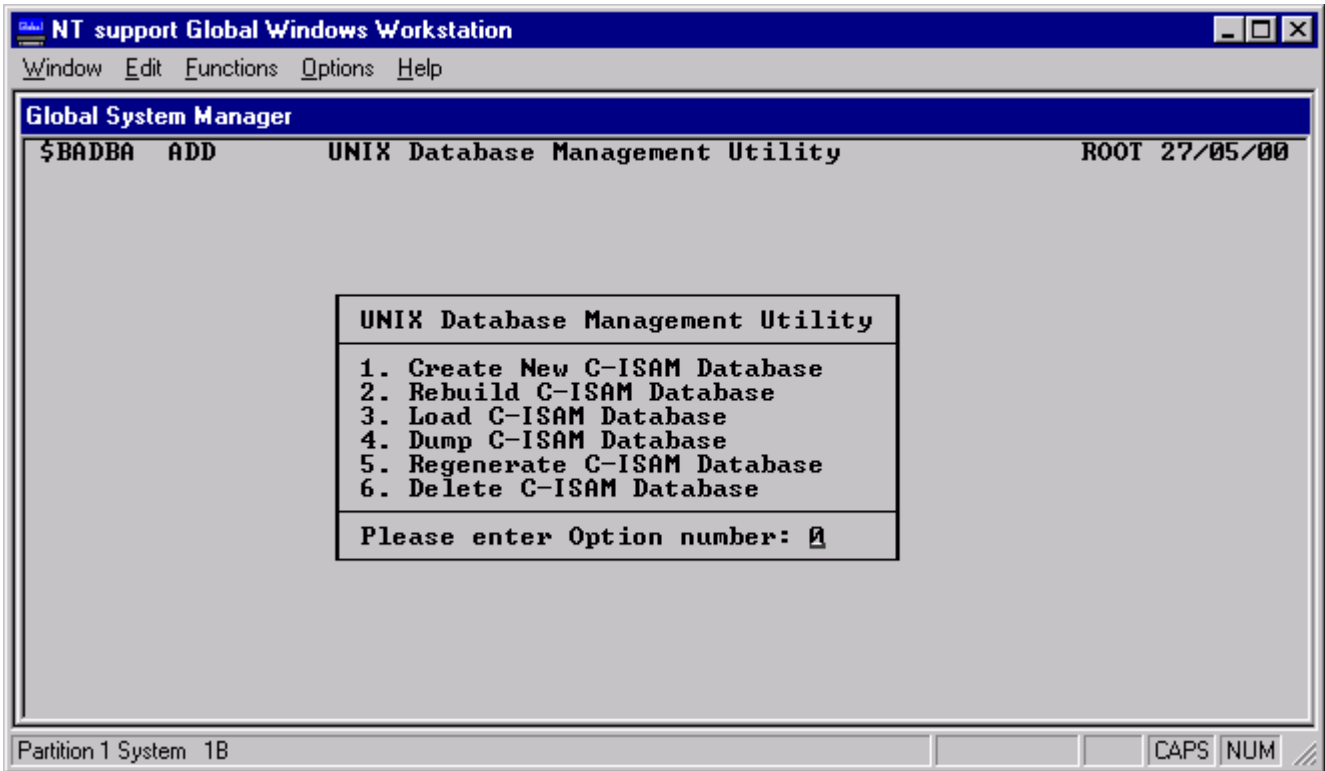 NT support Global Windows Workstation
Window Edit Functions Options Help
Global System Manager
$BADBA ADD UNIX Database Management Utility ROOT 27/05/00
UNIX Database Management Utility
1. Create New C-ISAM Database
2. Rebuild C-ISAM Database
3. Load C-ISAM Database
4. Dump C-ISAM Database
5. Regenerate C-ISAM Database
6. Delete C-ISAM Database
Please enter Option number: 0
Partition 1 System 1B CAPS NUM